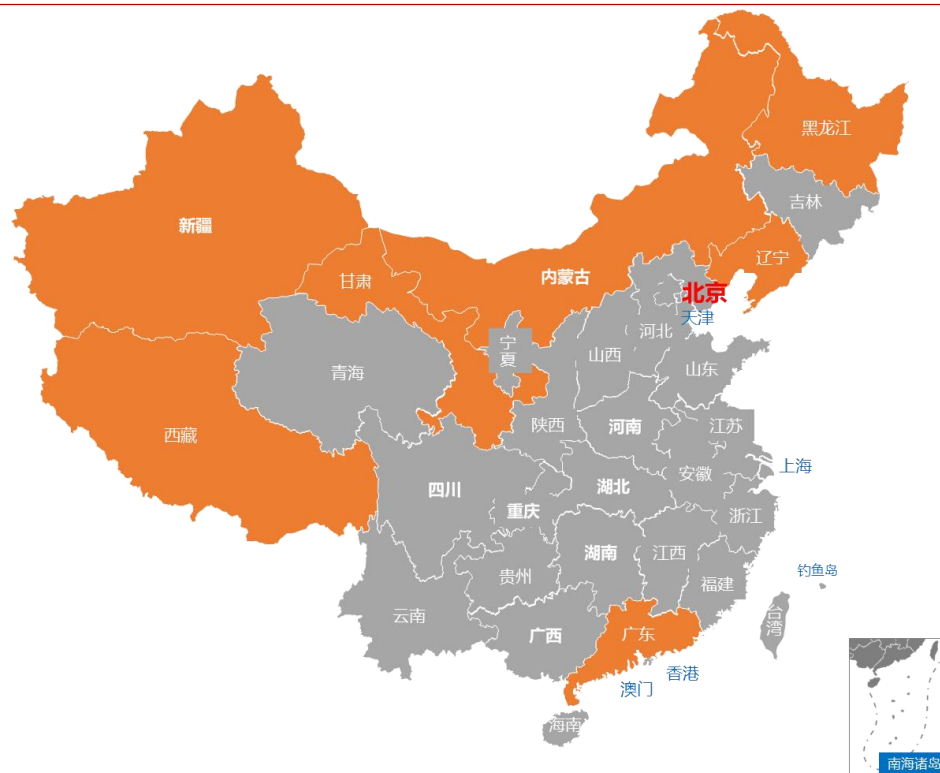 黑龙江
吉林
新疆
辽宁
甘肃
内蒙古
北京
天津
河北
宁
夏
山西
山东
青海
陕西
河南
江苏
西藏
上海
安徽
四川
湖北
重庆
浙江
湖南
江西
钓鱼岛
贵州
福建
云南
台
湾
广西
广东
香港
澳门
海南
南海诸岛